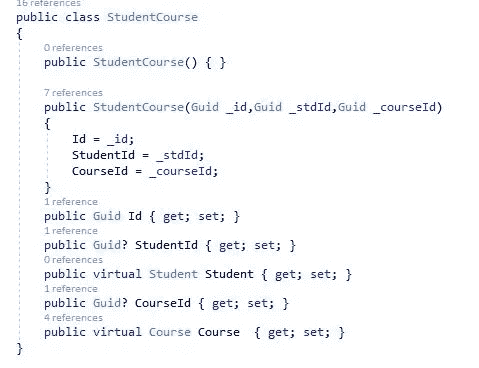 16 references
public class StudentCourse
{
0 references
public StudentCourse() { }
7 references
public StudentCourse(Guid _id,Guid _stdId,Guid _courseId)
{
Id = _id;
StudentId = _stdId;
CourseId = _courseId;
}
1 reference
public Guid Id { get; set; }
1 reference
public Guid? StudentId { get; set; }
0 references
public virtual Student Student { get; set; }
1 reference
public Guid? CourseId { get; set; }
4 references
public virtual Course Course  { get; set; }
}